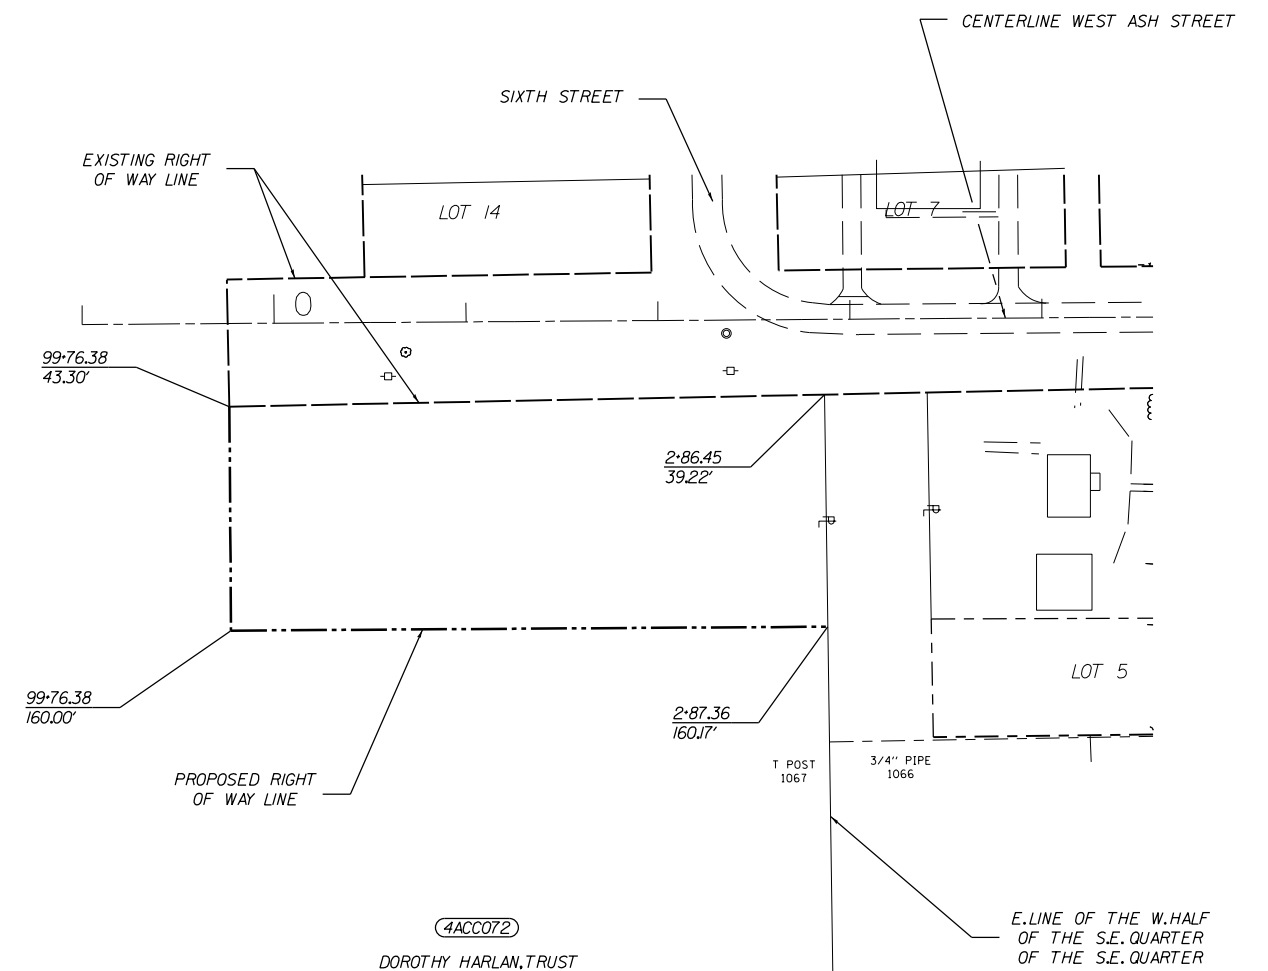 CENTERLINE WEST ASH STREET
SIXTH STREET
EXISTING RIGHT
OF WAY LINE
LOT 14
LOT 7
0
99+76.38
43.30'
2+86.45
39.22'
99+76.38
160.00'
2+87.36
160.17'
LOT 5
PROPOSED RIGHT
OF WAY LINE
T POST
1067
3/4" PIPE
1066
4ACC072
DOROTHY HARLAN, TRUST
E. LINE OF THE W. HALF
OF THE S.E. QUARTER
OF THE S.E. QUARTER